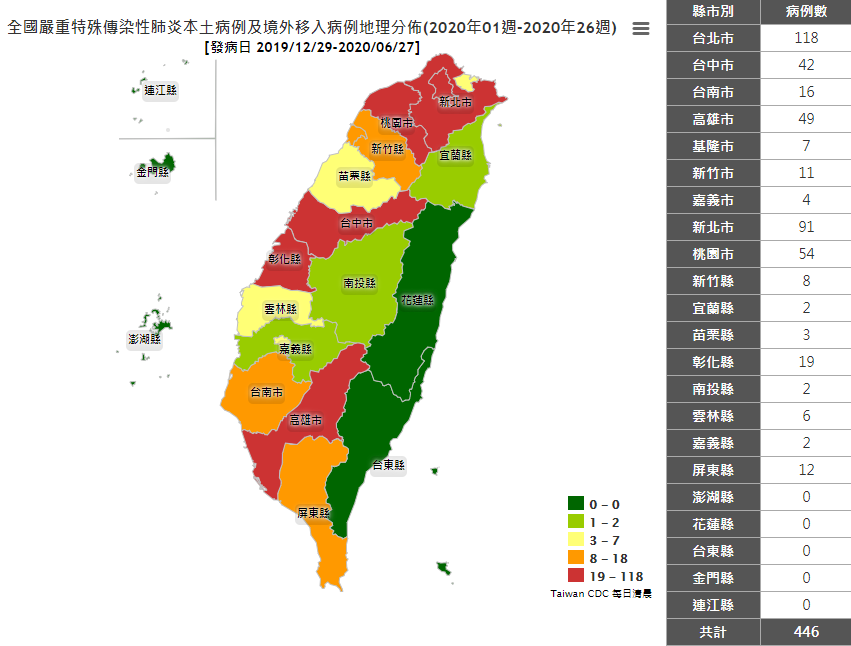 全國嚴重特殊傳染性肺炎本土病例及境外移入病例地理分佈(2020年01週-2020年26週)
[發病日 2019/12/29-2020/06/27]
連江縣
金門縣
澎湖縣
新北市
桃園市
新竹縣
宜蘭縣
苗栗縣
台中市
彰化縣
南投縣
花蓮縣
雲林縣
嘉義縣
台南市
高雄市
台東縣
屏東縣
0 – 0
1 – 2
3 – 7
8 – 18
19 – 118
Taiwan CDC 每日清晨
縣市別 病例數
台北市 118
台中市 42
台南市 16
高雄市 49
基隆市 7
新竹市 11
嘉義市 4
新北市 91
桃園市 54
新竹縣 8
宜蘭縣 2
苗栗縣 3
彰化縣 19
南投縣 2
雲林縣 6
嘉義縣 2
屏東縣 12
澎湖縣 0
花蓮縣 0
台東縣 0
金門縣 0
連江縣 0
共計 446